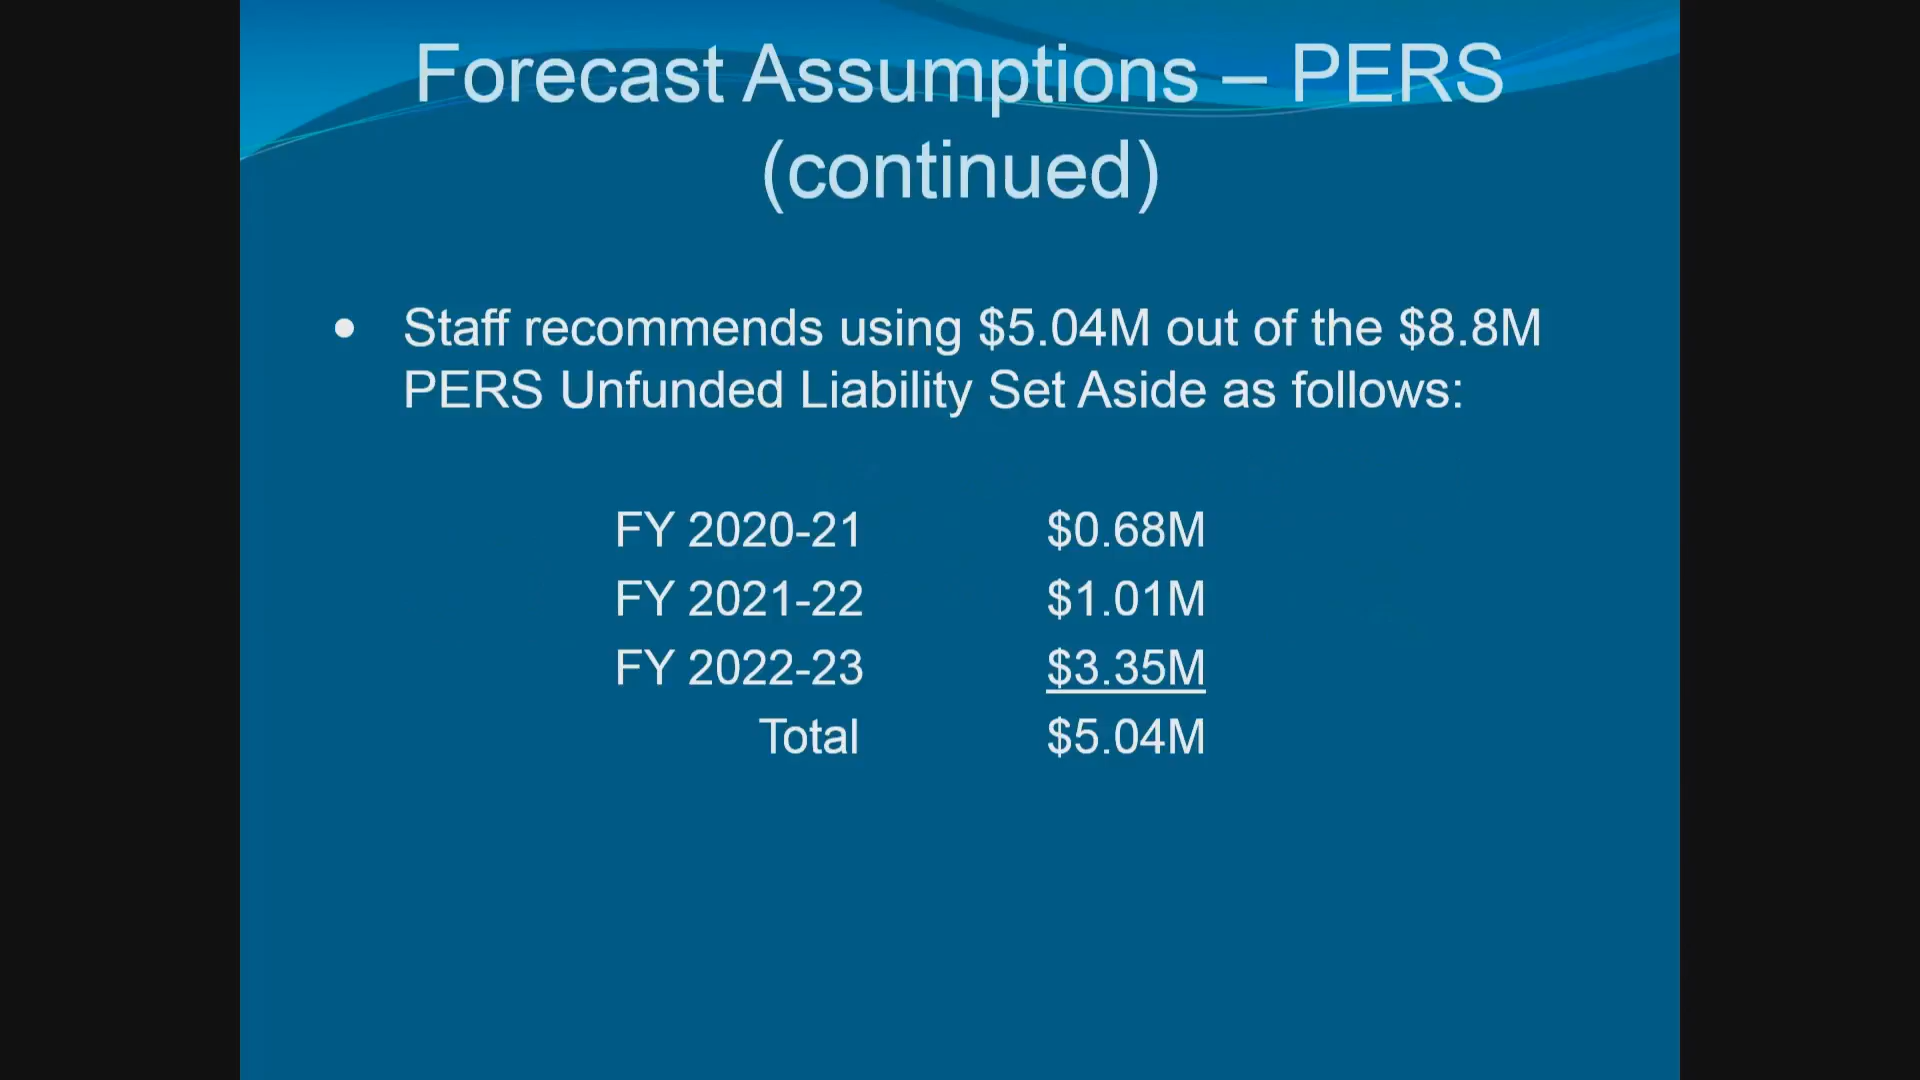 Forecast Assumptions – PERS
(continued)
• Staff recommends using $5.04M out of the $8.8M
PERS Unfunded Liability Set Aside as follows:
FY 2020-21 $0.68M
FY 2021-22 $1.01M
FY 2022-23 $3.35M
Total $5.04M